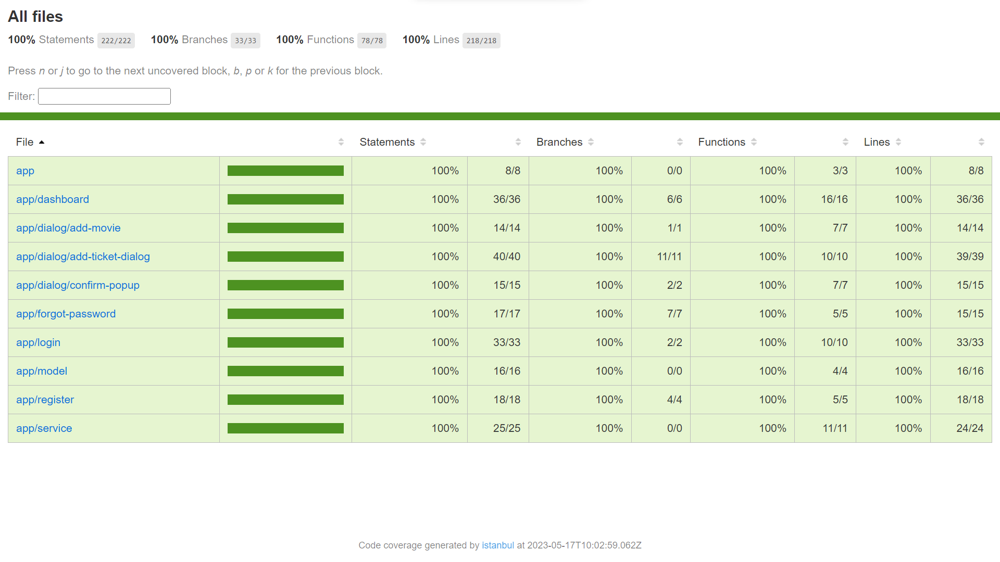 All files
100% Statements 222/222 100% Branches 33/33 100% Functions 78/78 100% Lines 218/218
Press n or j to go to the next uncovered block, b, p or k for the previous block.
Filter:
File Statements Branches Functions Lines
app 100% 8/8 100% 0/0 100% 3/3 100% 8/8
app/dashboard 100% 36/36 100% 6/6 100% 16/16 100% 36/36
app/dialog/add-movie 100% 14/14 100% 1/1 100% 7/7 100% 14/14
app/dialog/add-ticket-dialog 100% 40/40 100% 11/11 100% 10/10 100% 39/39
app/dialog/confirm-popup 100% 15/15 100% 2/2 100% 7/7 100% 15/15
app/forgot-password 100% 17/17 100% 7/7 100% 5/5 100% 15/15
app/login 100% 33/33 100% 2/2 100% 10/10 100% 33/33
app/model 100% 16/16 100% 0/0 100% 4/4 100% 16/16
app/register 100% 18/18 100% 4/4 100% 5/5 100% 18/18
app/service 100% 25/25 100% 0/0 100% 11/11 100% 24/24
Code coverage generated by istanbul at 2023-05-17T10:02:59.062Z